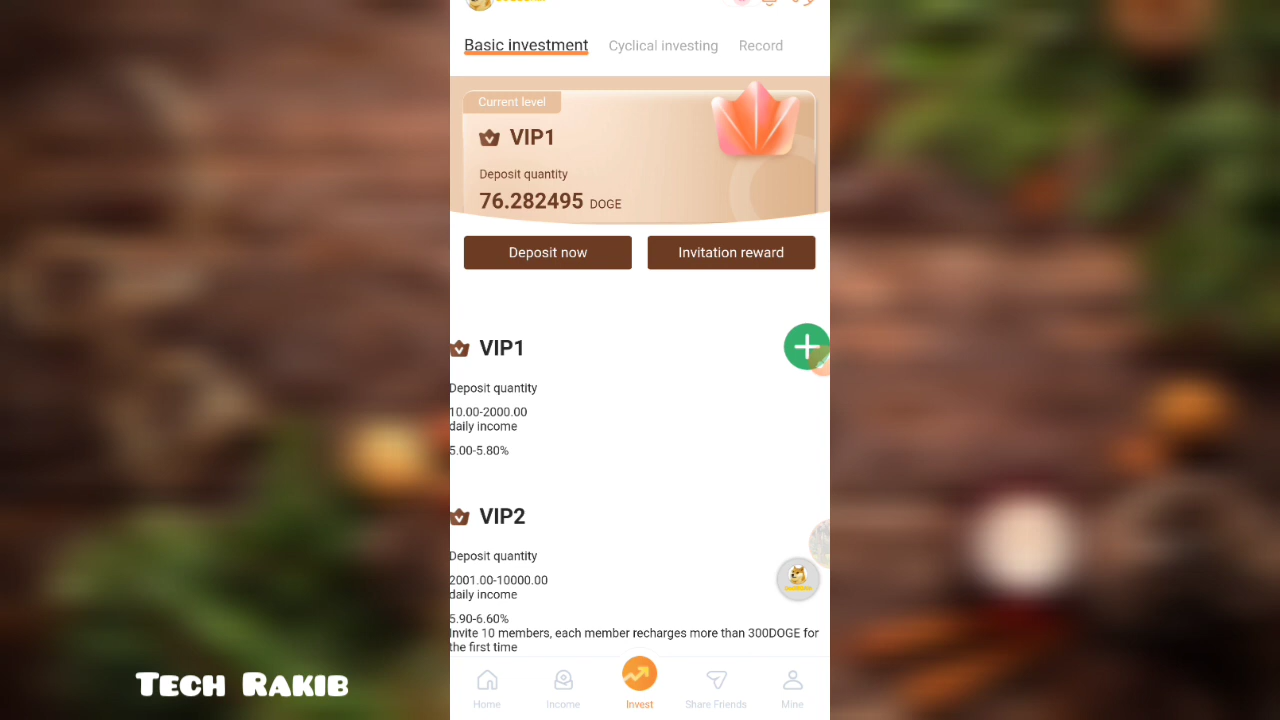 Basic investment Cyclical investing Record
Current level
VIP1
Deposit quantity
76.282495 DOGE
Deposit now Invitation reward
VIP1
Deposit quantity
10.00-2000.00
daily income
5.00-5.80%
VIP2
Deposit quantity
2001.00-10000.00
daily income
5.90-6.60%
Invite 10 members, each member recharges more than 300DOGE for
the first time
Home Income Invest Share Friends Mine
Tech Rakib